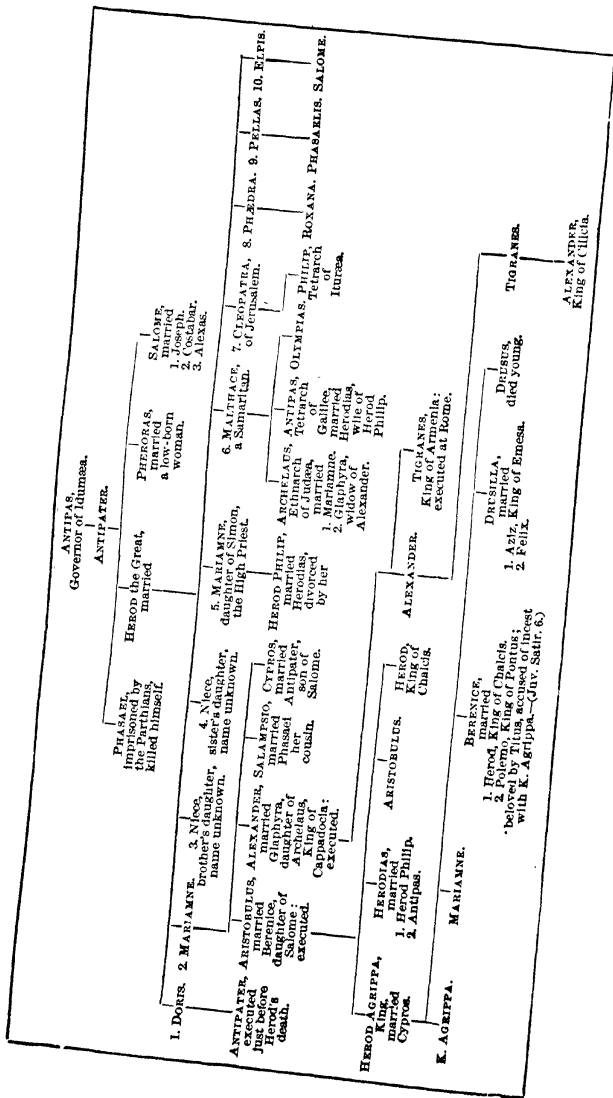 ANTIPAS,
Governor of Idumæa.
ANTIPATER.
PHASAEL,
imprisoned by
the Parthians,
killed himself.
HEROD the Great,
married
PHERORAS,
married
a low-born
woman.
SALOME,
married
1. Joseph.
2. Costabar.
3. Alexas.
1. DORIS.
2. MARIAMNE.
3. Niece,
brother's daughter,
name unknown.
4. Niece,
sister's daughter,
name unknown.
5. MARIAMNE,
daughter of Simon,
the High Priest.
6. MALTHACE,
a Samaritan.
7. CLEOPATRA,
of Jerusalem.
8. PHÆDRA.
9. PELLAS.
10. ELPIS.
ANTIPATER,
executed
just before
Herod's
death.
ARISTOBULUS,
married
Berenice,
daughter of
Salome:
executed.
ALEXANDER,
married
Glaphyra,
daughter of
Archelaus,
King of
Cappadocia:
executed.
SALAMPSIO,
married
Phasael
her
cousin.
CYPROS,
married
Antipater,
son of
Salome.
HEROD PHILIP,
married
Herodias,
divorced
by her
ARCHELAUS,
Ethnarch
of Judæa,
married
1. Mariamne.
2. Glaphyra,
widow of
Alexander.
ANTIPAS,
Tetrarch
of
Galilee,
married
Herodias,
wife of
Herod
Philip.
OLYMPIAS.
PHILIP,
Tetrarch
of
Ituræa.
ROXANA.
PHASAELIS.
SALOME.
HEROD AGRIPPA,
King,
married
Cypros.
HERODIAS,
married
1. Herod Philip.
2. Antipas.
ARISTOBULUS.
HEROD,
King of
Chalcis.
ALEXANDER.
TIGRANES,
King of Armenia:
executed at Rome.
K. AGRIPPA.
MARIAMNE.
BERENICE,
married
1. Herod, King of Chalcis.
2. Polemo, King of Pontus;
beloved by Titus, accused of incest
with K. Agrippa.—(Juv. Satir. 6.)
DRUSILLA,
married
1. Aziz, King of Emesa.
2. Felix.
DRUSUS,
died young.
TIGRANES.
ALEXANDER,
King of Cilicia.